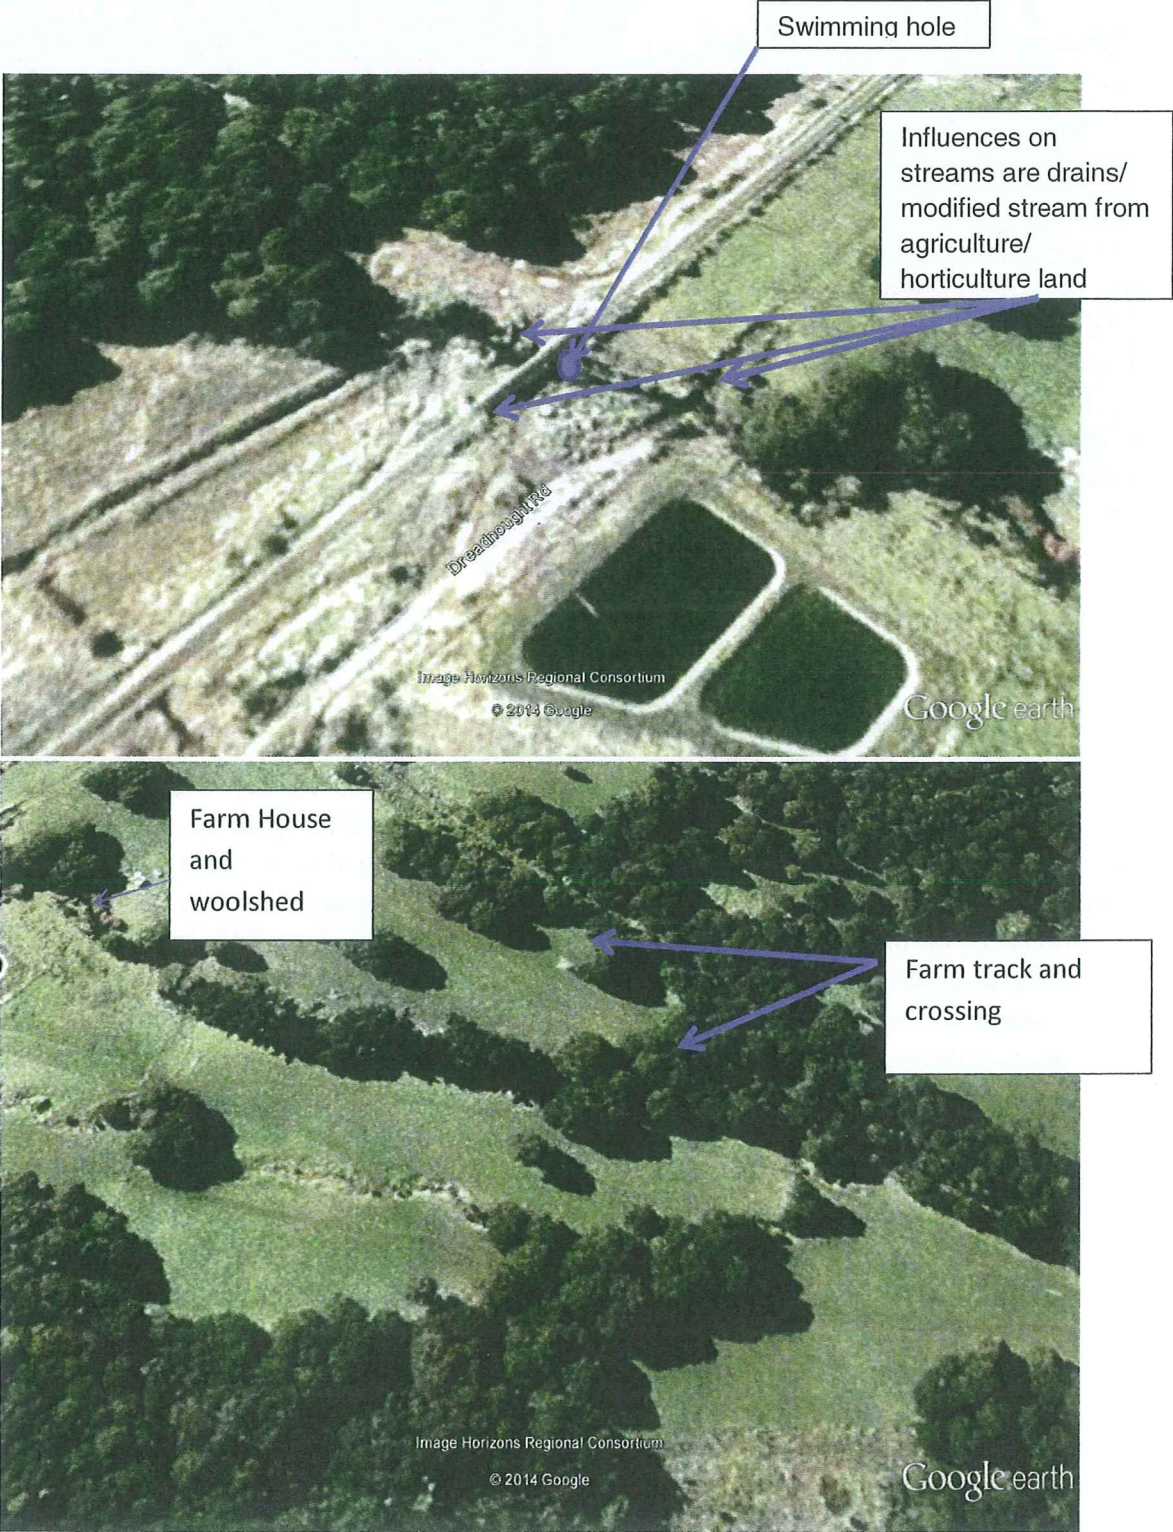 Swimming hole
Influences on
streams are drains/
modified stream from
agriculture/
horticulture land
Dreadnought Rd
Image Horizons Regional Consortium
© 2014 Google
Google earth
Farm House
and
woolshed
Farm track and
crossing
Image Horizons Regional Consortium
© 2014 Google
Google earth